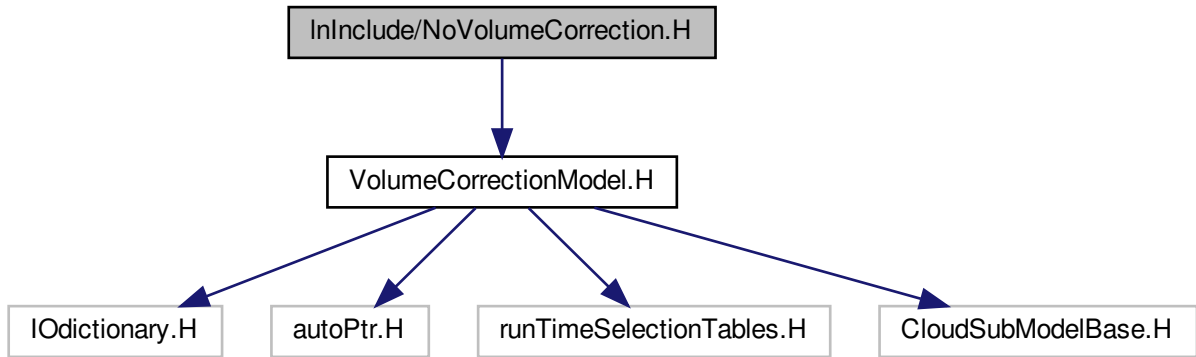 lnInclude/NoVolumeCorrection.H
VolumeCorrectionModel.H
IOdictionary.H
autoPtr.H
runTimeSelectionTables.H
CloudSubModelBase.H